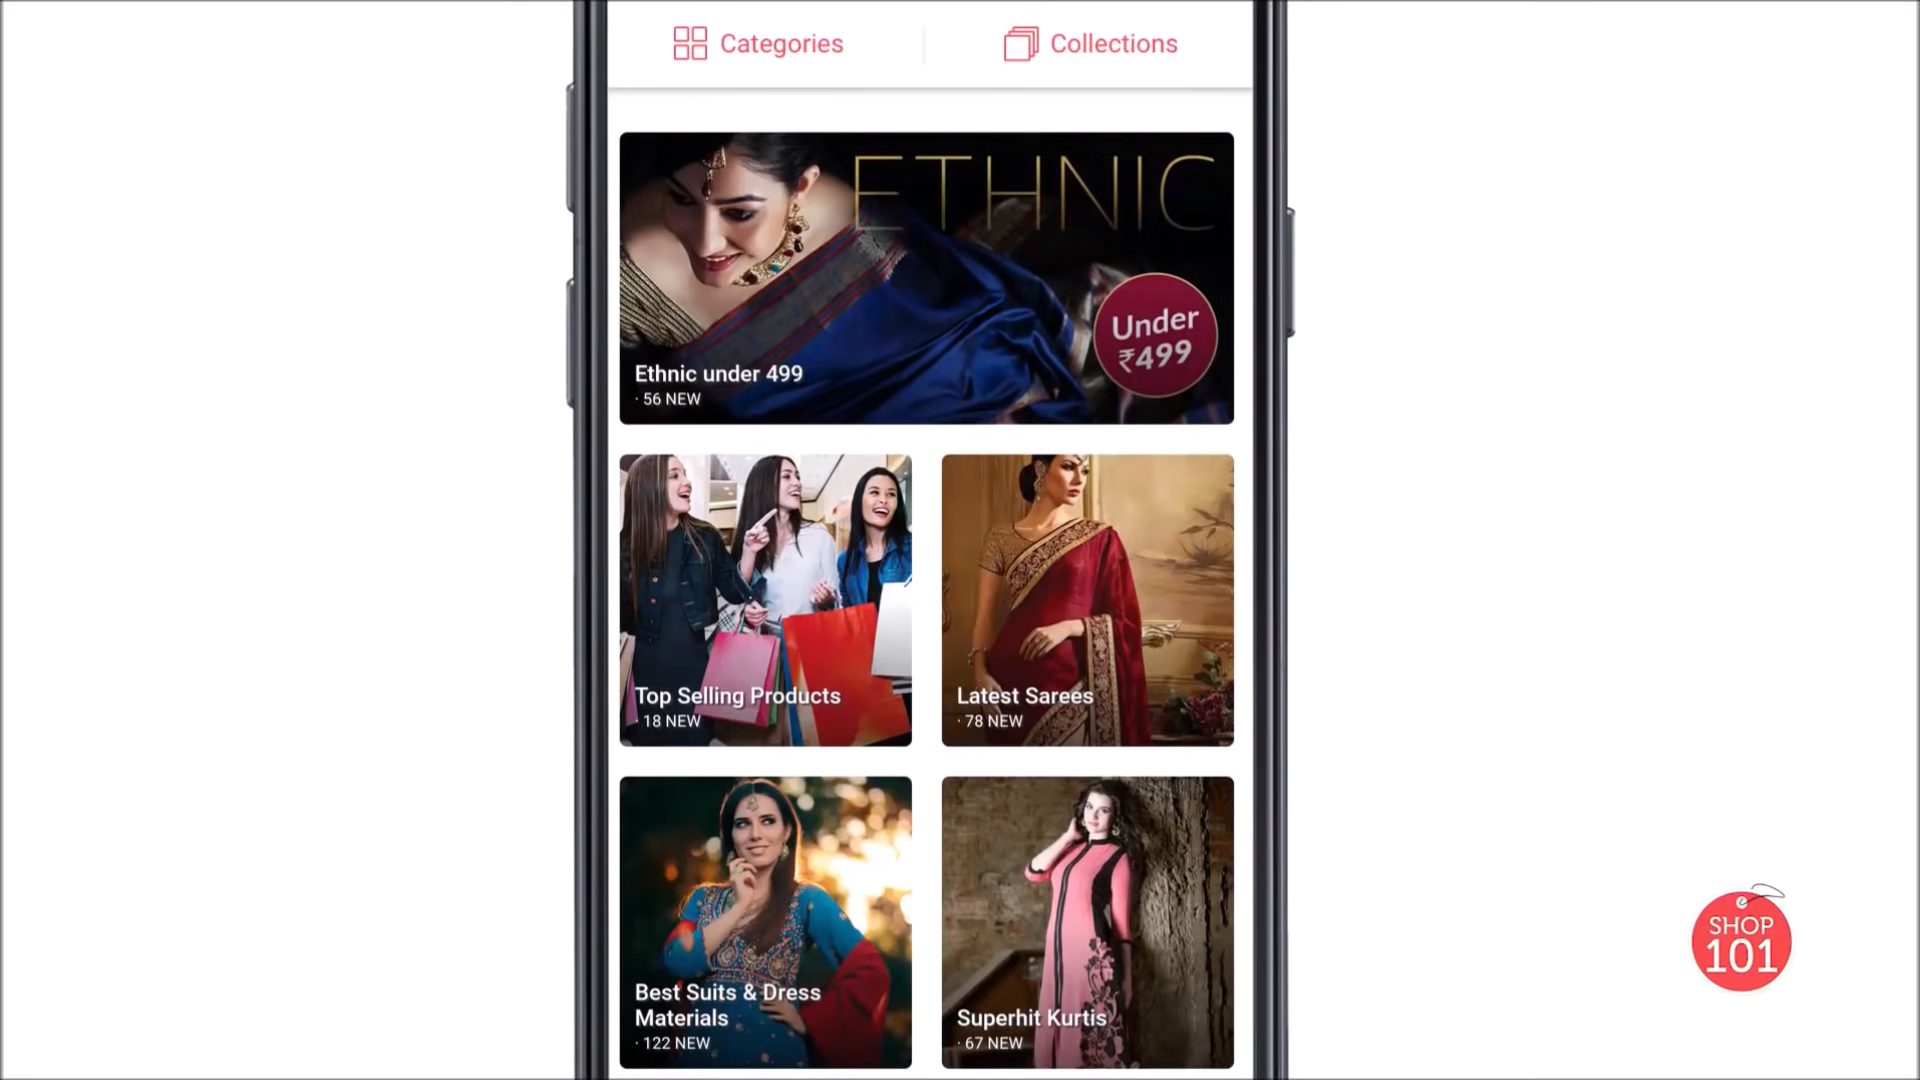 Categories
Collections
ETHNIC
Under
₹499
Ethnic under 499
· 56 NEW
Top Selling Products
· 18 NEW
Latest Sarees
· 78 NEW
Best Suits & Dress
Materials
· 122 NEW
Superhit Kurtis
· 67 NEW
SHOP
101